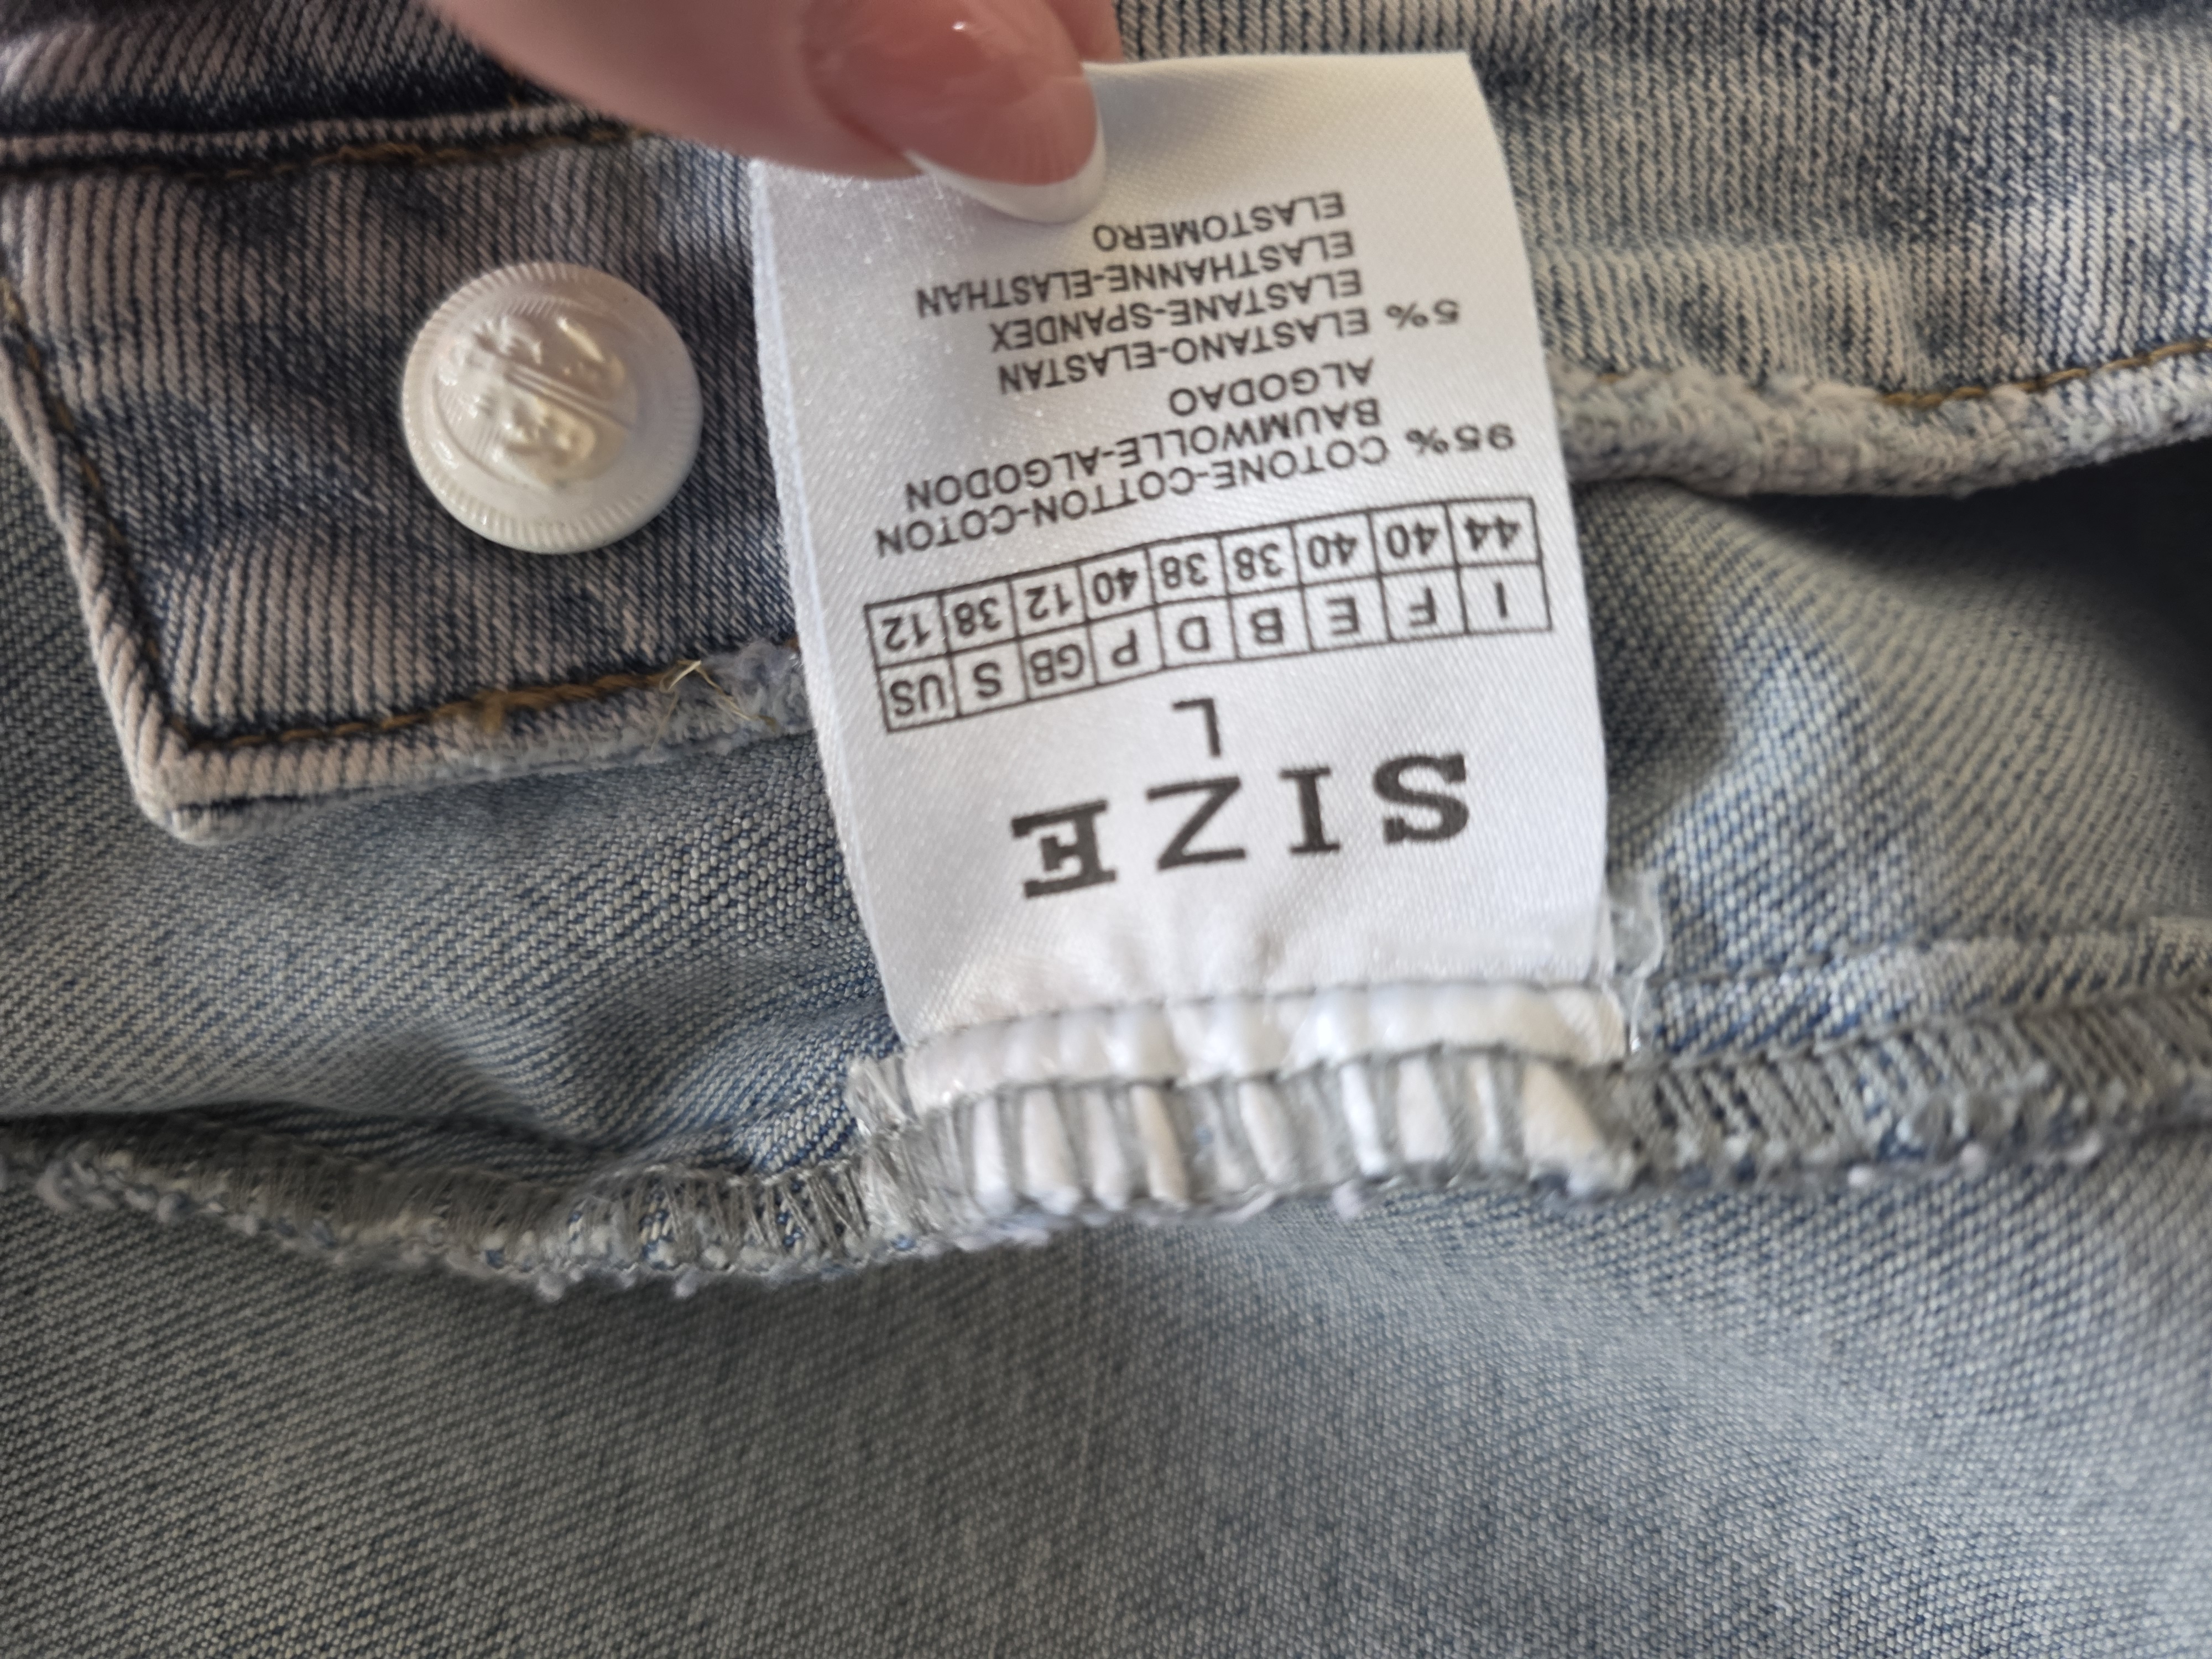 SIZE
L
I F E B D P GB S US
44 40 40 38 38 40 12 38 12
95% COTONE-COTTON-COTON
BAUMWOLLE-ALGODON
ALGODAO
5% ELASTANO-ELASTAN
ELASTANE-SPANDEX
ELASTHANNE-ELASTHAN
ELASTOMERO